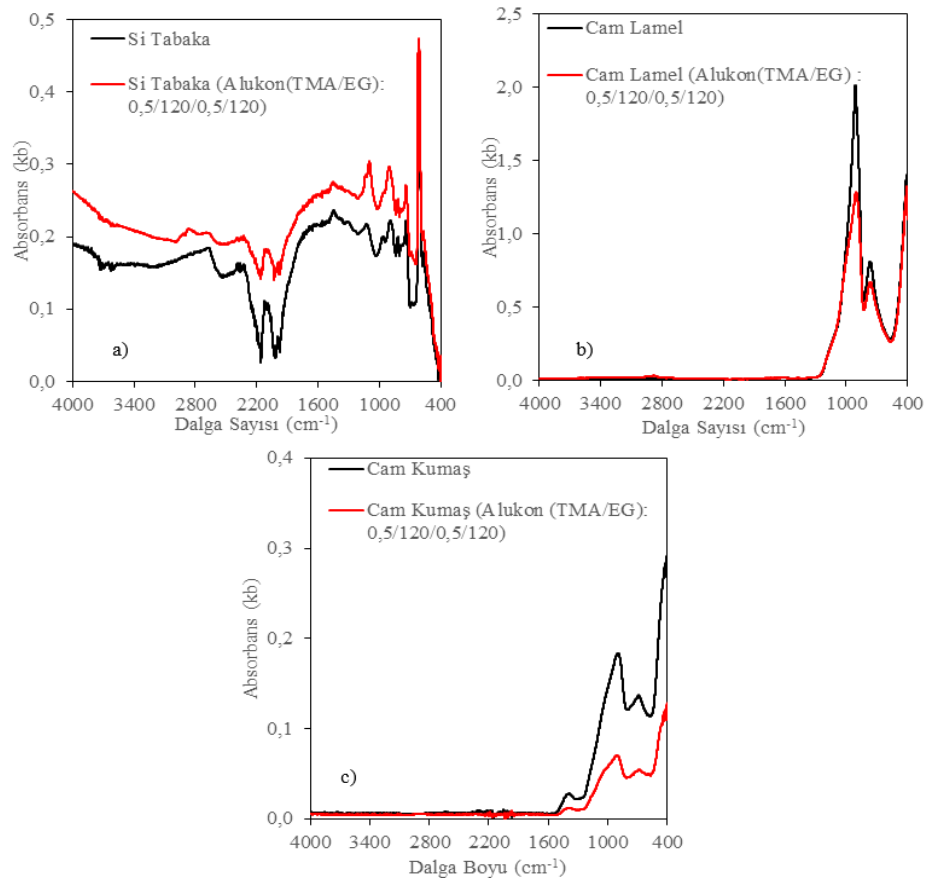 a)
0,5
0,4
0,3
0,2
0,1
0,0
Absorbans (kb)
Si Tabaka
Si Tabaka (Alukon(TMA/EG):
0,5/120/0,5/120)
4000 3400 2800 2200 1600 1000 400
Dalga Sayısı (cm-1)
b)
2,5
2,0
1,5
1,0
0,5
0,0
Absorbans (kb)
Cam Lamel
Cam Lamel (Alukon(TMA/EG) :
0,5/120/0,5/120)
4000 3400 2800 2200 1600 1000 400
Dalga Sayısı (cm-1)
c)
0,4
0,3
0,2
0,1
0,0
Absorbans (kb)
Cam Kumaş
Cam Kumaş (Alukon (TMA/EG):
0,5/120/0,5/120)
4000 3400 2800 2200 1600 1000 400
Dalga Boyu (cm-1)